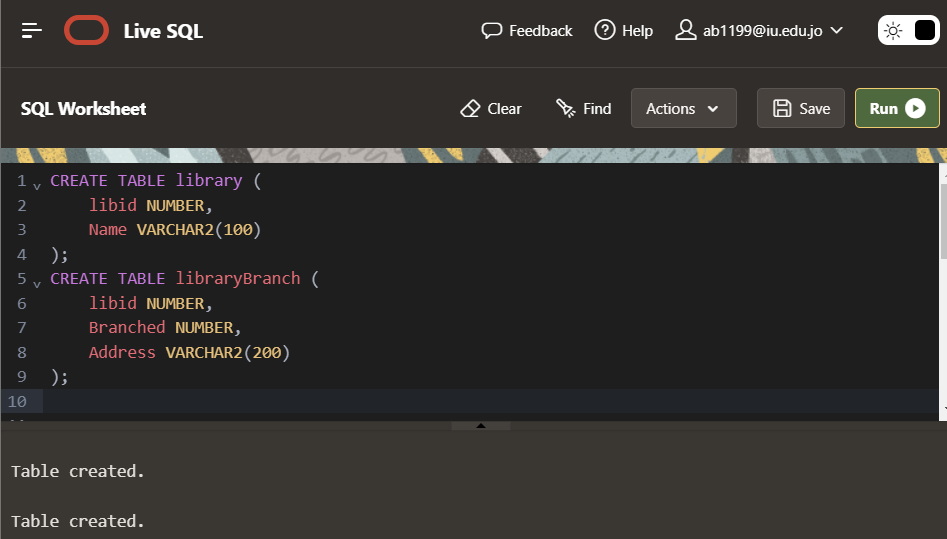 Live SQL
Feedback
Help
ab1199@iu.edu.jo
SQL Worksheet
Clear
Find
Actions
Save
Run
1 CREATE TABLE library (
2     libid NUMBER,
3     Name VARCHAR2(100)
4 );
5 CREATE TABLE libraryBranch (
6     libid NUMBER,
7     Branched NUMBER,
8     Address VARCHAR2(200)
9 );
10
Table created.
Table created.